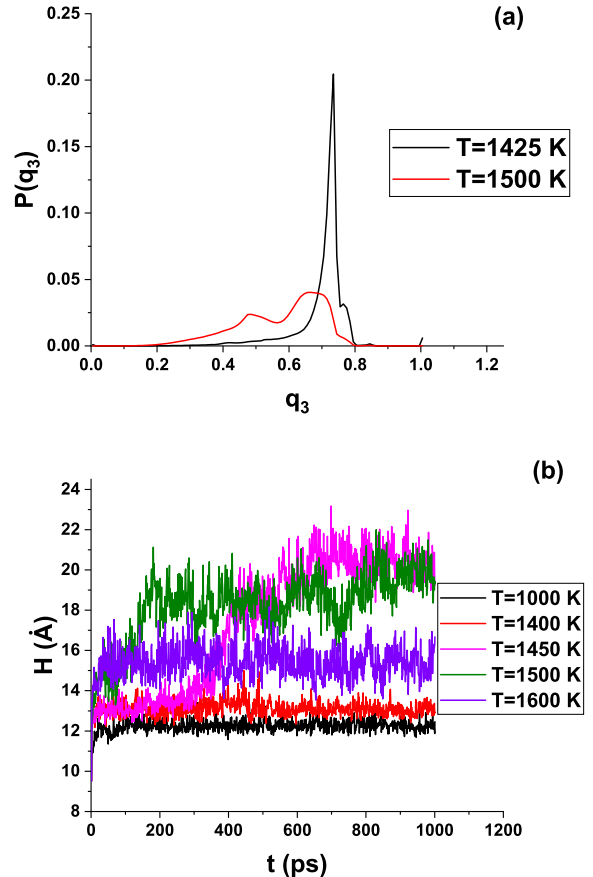 (a)
0.25
0.20
0.15
0.10
0.05
0.00
P(q3)
T=1425 K
T=1500 K
0.0 0.2 0.4 0.6 0.8 1.0 1.2
q3
(b)
24
22
20
18
16
14
12
10
8
H (Å)
T=1000 K
T=1400 K
T=1450 K
T=1500 K
T=1600 K
0 200 400 600 800 1000 1200
t (ps)